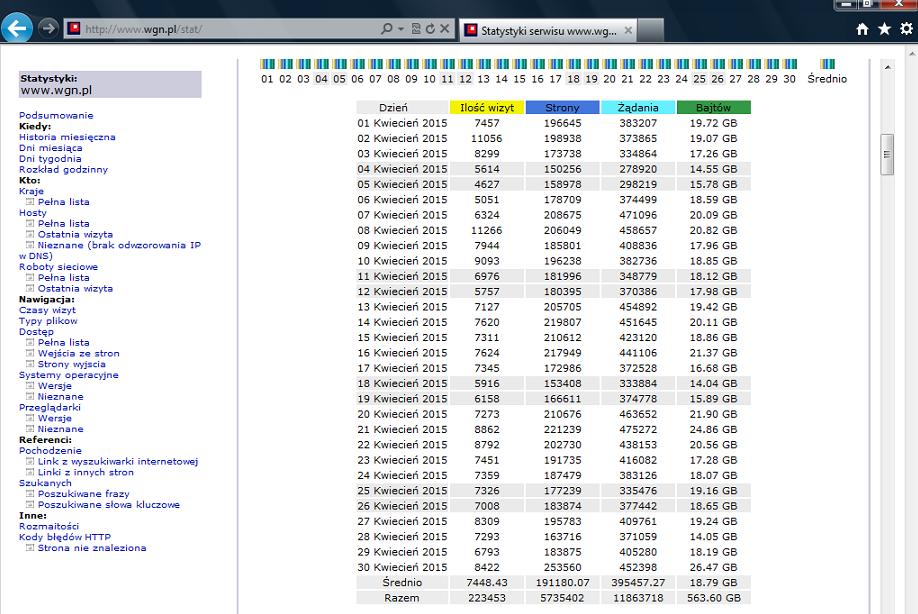 http://www.wgn.pl/stat/
Statystyki serwisu www.wg...
Statystyki:
www.wgn.pl
Podsumowanie
Kiedy:
Historia miesięczna
Dni miesiąca
Dni tygodnia
Rozkład godzinny
Kto:
Kraje
Pełna lista
Hosty
Pełna lista
Ostatnia wizyta
Nieznane (brak odwzorowania IP
w DNS)
Roboty sieciowe
Pełna lista
Ostatnia wizyta
Nawigacja:
Czasy wizyt
Typy plikow
Dostęp
Pełna lista
Wejścia ze stron
Strony wyjscia
Systemy operacyjne
Wersje
Nieznane
Przeglądarki
Wersje
Nieznane
Referenci:
Pochodzenie
Link z wyszukiwarki internetowej
Linki z innych stron
Szukanych
Poszukiwane frazy
Poszukiwane słowa kluczowe
Inne:
Rozmaitości
Kody błędów HTTP
Strona nie znaleziona
01 02 03 04 05 06 07 08 09 10 11 12 13 14 15 16 17 18 19 20 21 22 23 24 25 26 27 28 29 30 Średnio
Dzień Ilość wizyt Strony Żądania Bajtów
01 Kwiecień 2015 7457 196645 383207 19.72 GB
02 Kwiecień 2015 11056 198938 373865 19.07 GB
03 Kwiecień 2015 8299 173738 334864 17.26 GB
04 Kwiecień 2015 5614 150256 278920 14.55 GB
05 Kwiecień 2015 4627 158978 298219 15.78 GB
06 Kwiecień 2015 5051 178709 374499 18.59 GB
07 Kwiecień 2015 6324 208675 471096 20.09 GB
08 Kwiecień 2015 11266 206049 458657 20.82 GB
09 Kwiecień 2015 7944 185801 408836 17.96 GB
10 Kwiecień 2015 9093 196238 382736 18.85 GB
11 Kwiecień 2015 6976 181996 348779 18.12 GB
12 Kwiecień 2015 5757 180395 370386 17.98 GB
13 Kwiecień 2015 7127 205705 454892 19.42 GB
14 Kwiecień 2015 7620 219807 451645 20.11 GB
15 Kwiecień 2015 7311 210612 423120 18.86 GB
16 Kwiecień 2015 7624 217949 441106 21.37 GB
17 Kwiecień 2015 7345 172986 372528 16.68 GB
18 Kwiecień 2015 5916 153408 333884 14.04 GB
19 Kwiecień 2015 6158 166611 374778 15.89 GB
20 Kwiecień 2015 7273 210676 463652 21.90 GB
21 Kwiecień 2015 8862 221239 475272 24.86 GB
22 Kwiecień 2015 8792 202730 438153 20.56 GB
23 Kwiecień 2015 7451 191735 416082 17.28 GB
24 Kwiecień 2015 7359 187479 383126 18.07 GB
25 Kwiecień 2015 7326 177239 335476 19.16 GB
26 Kwiecień 2015 7008 183874 377442 18.65 GB
27 Kwiecień 2015 8309 195783 409761 19.24 GB
28 Kwiecień 2015 7293 163716 371059 14.05 GB
29 Kwiecień 2015 6793 183875 405280 18.19 GB
30 Kwiecień 2015 8422 253560 452398 26.47 GB
Średnio 7448.43 191180.07 395457.27 18.79 GB
Razem 223453 5735402 11863718 563.60 GB